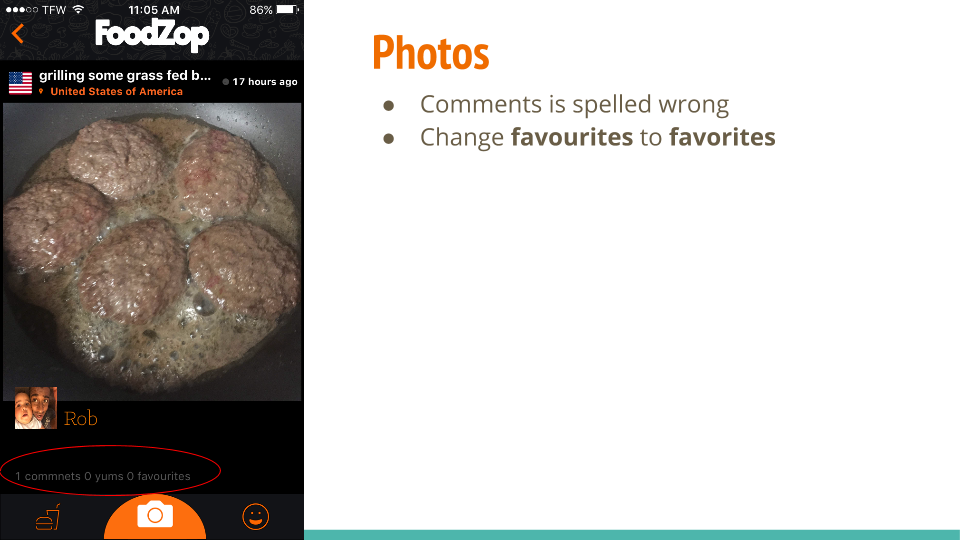 TFW 11:05 AM 86%
FoodZop
grilling some grass fed b... 17 hours ago
United States of America
Rob
1 commnets 0 yums 0 favourites
Photos
● Comments is spelled wrong
● Change favourites to favorites